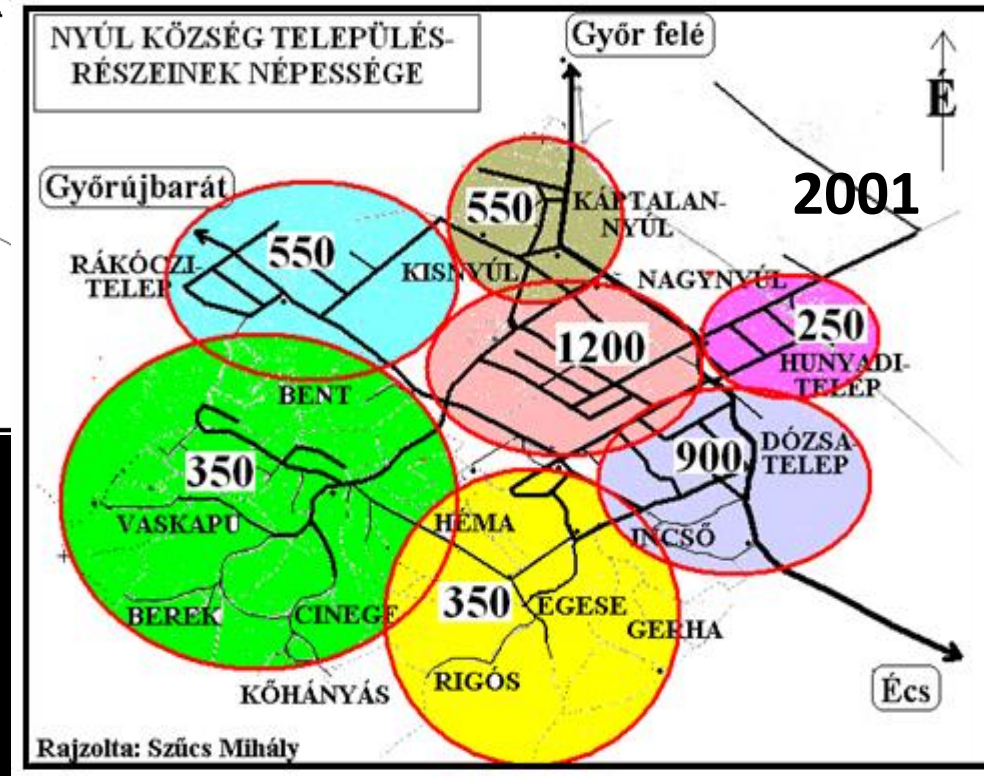 NYÚL KÖZSÉG TELEPÜLÉS-
RÉSZEINEK NÉPESSÉGE
Győr felé
É
2001
Győrújbarát
550
KÁPTALAN-
NYÚL
550
RÁKÓCZI-
TELEP
KISNYÚL
NAGYNYÚL
250
HUNYADI-
TELEP
1200
BENT
DÓZSA-
TELEP
900
350
VASKAPU
HÉMA
INCSŐ
350
EGESE
BEREK
CINEGE
GERHA
KŐHÁNYÁS
RIGÓS
Écs
Rajzolta: Szűcs Mihály